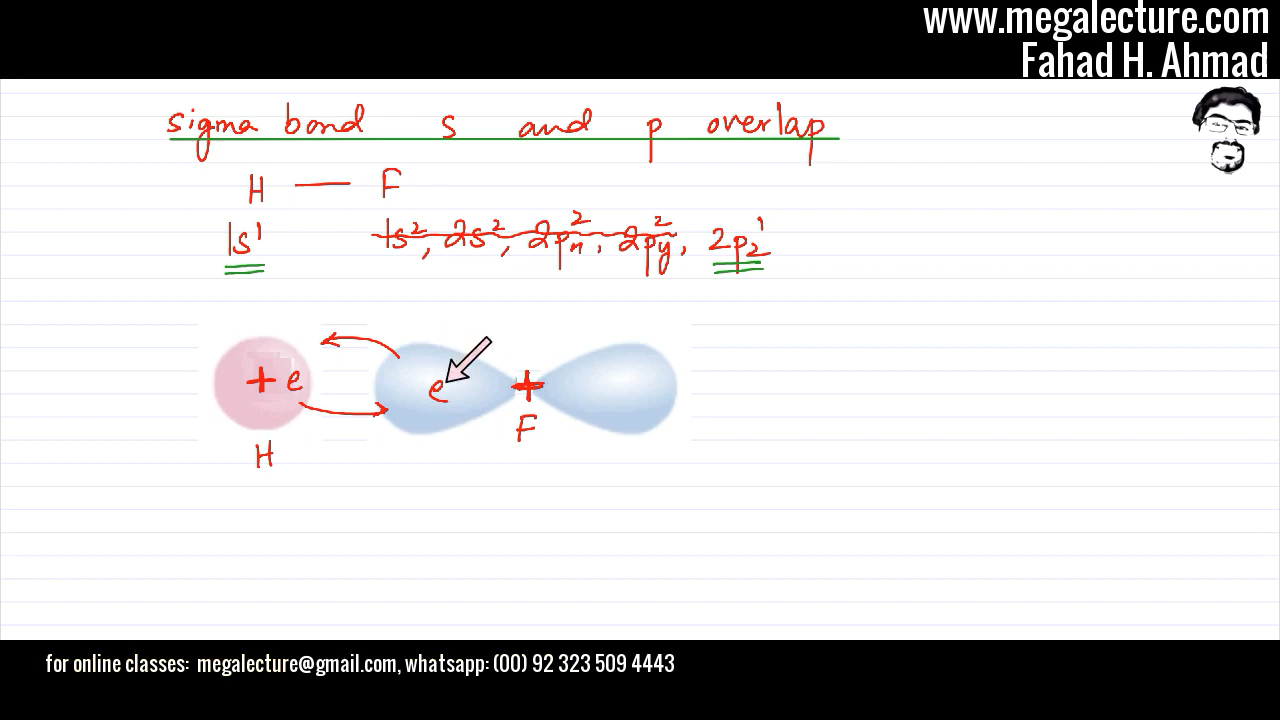 www.megalecture.com
Fahad H. Ahmad
sigma bond s and p overlap
H — F
1s¹ 1s², 2s², 2pₓ², 2pᵧ², 2p𝓏¹
+ e e +
F
H
for online classes: megalecture@gmail.com, whatsapp: (00) 92 323 509 4443